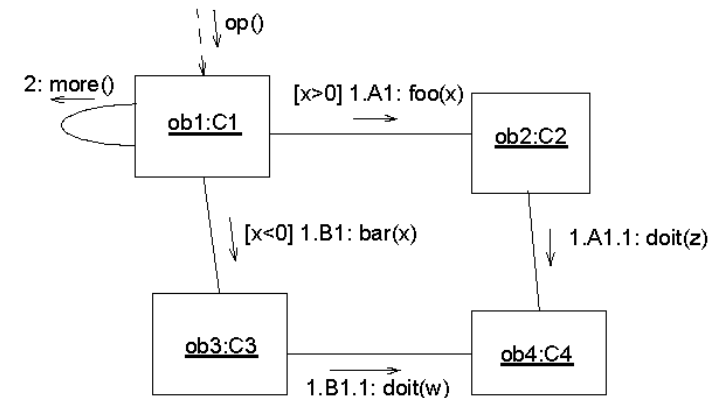 op()
2: more()
[x>0] 1.A1: foo(x)
ob1:C1
ob2:C2
[x<0] 1.B1: bar(x)
1.A1.1: doit(z)
ob3:C3
ob4:C4
1.B1.1: doit(w)